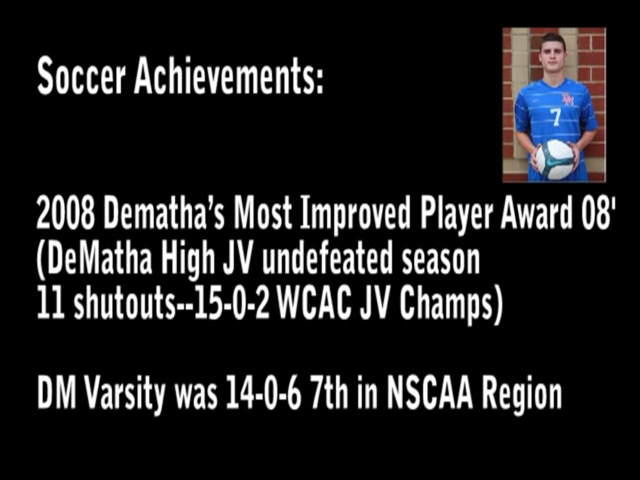 Soccer Achievements:
7
2008 Dematha's Most Improved Player Award 08'
(DeMatha High JV undefeated season
11 shutouts--15-0-2 WCAC JV Champs)
DM Varsity was 14-0-6 7th in NSCAA Region